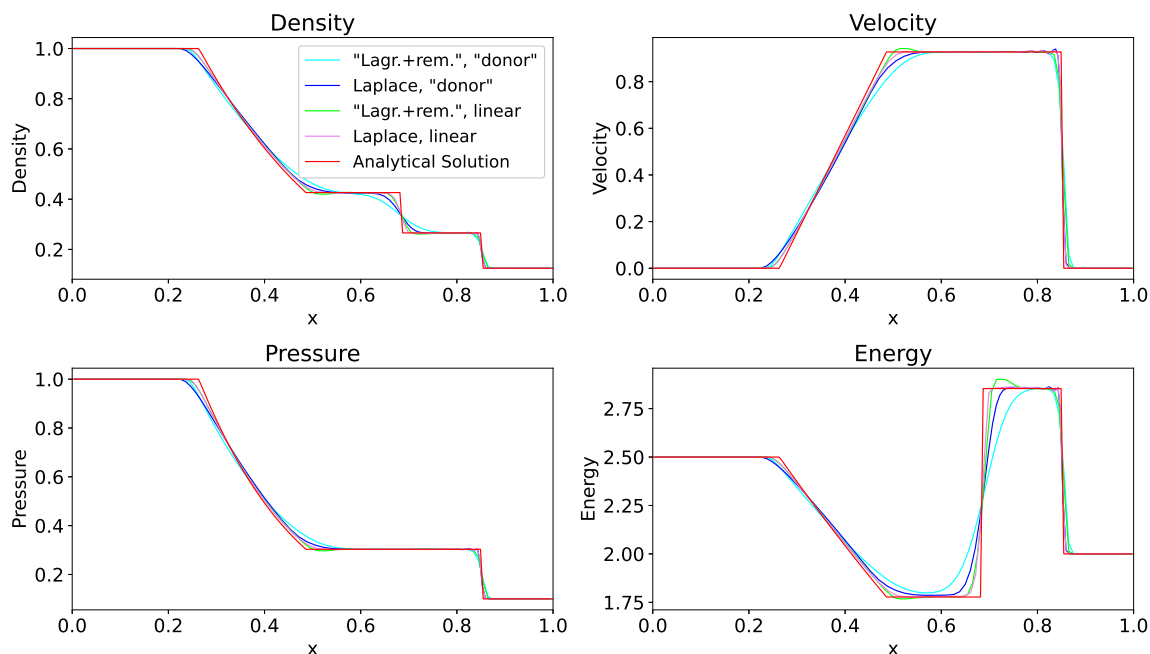 Density
1.0
0.8
0.6
0.4
0.2
Density
0.0 0.2 0.4 0.6 0.8 1.0
x
"Lagr.+rem.", "donor"
Laplace, "donor"
"Lagr.+rem.", linear
Laplace, linear
Analytical Solution
Velocity
0.8
0.6
0.4
0.2
0.0
Velocity
0.0 0.2 0.4 0.6 0.8 1.0
x
Pressure
1.0
0.8
0.6
0.4
0.2
Pressure
0.0 0.2 0.4 0.6 0.8 1.0
x
Energy
2.75
2.50
2.25
2.00
1.75
Energy
0.0 0.2 0.4 0.6 0.8 1.0
x